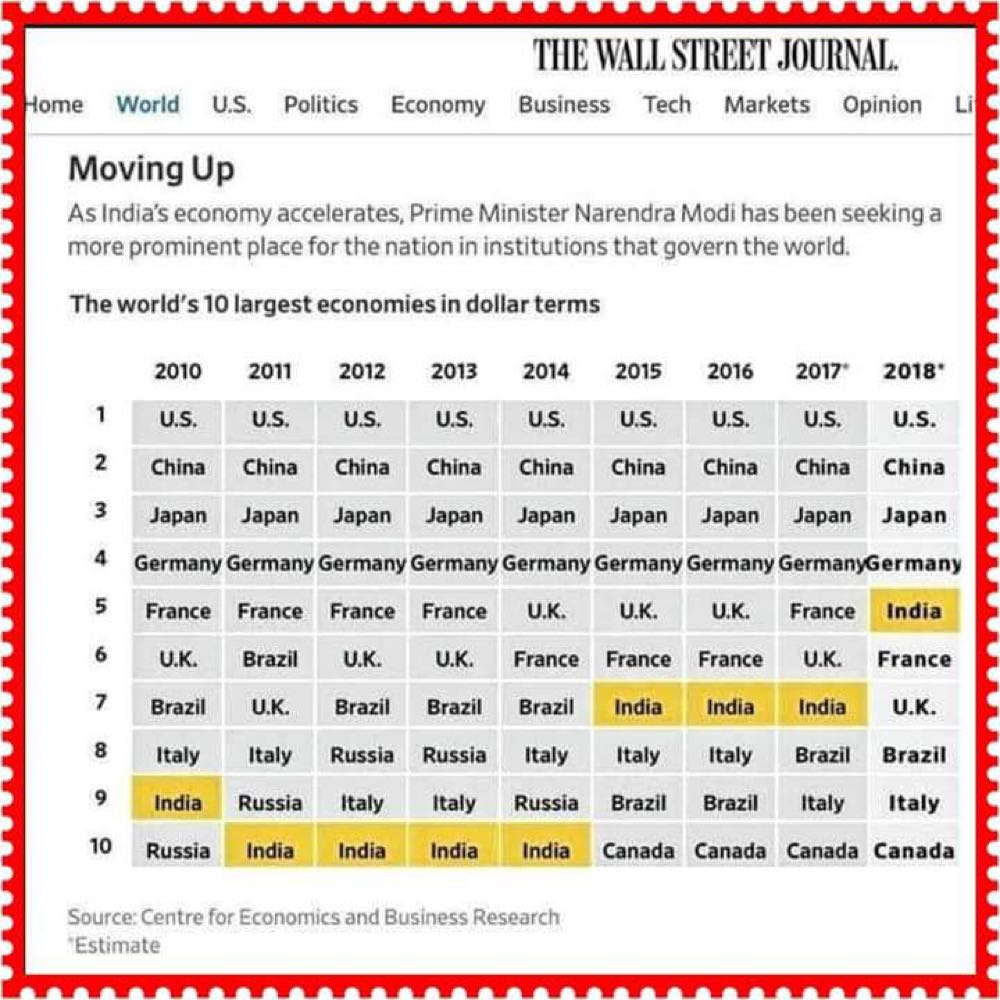 THE WALL STREET JOURNAL.
Home World U.S. Politics Economy Business Tech Markets Opinion Li
Moving Up
As India's economy accelerates, Prime Minister Narendra Modi has been seeking a
more prominent place for the nation in institutions that govern the world.
The world's 10 largest economies in dollar terms
2010 2011 2012 2013 2014 2015 2016 2017* 2018*
1 U.S. U.S. U.S. U.S. U.S. U.S. U.S. U.S. U.S.
2 China China China China China China China China China
3 Japan Japan Japan Japan Japan Japan Japan Japan Japan
4 Germany Germany Germany Germany Germany Germany Germany Germany Germany
5 France France France France U.K. U.K. U.K. France India
6 U.K. Brazil U.K. U.K. France France France U.K. France
7 Brazil U.K. Brazil Brazil Brazil India India India U.K.
8 Italy Italy Russia Russia Italy Italy Italy Brazil Brazil
9 India Russia Italy Italy Russia Brazil Brazil Italy Italy
10 Russia India India India India Canada Canada Canada Canada
Source: Centre for Economics and Business Research
*Estimate